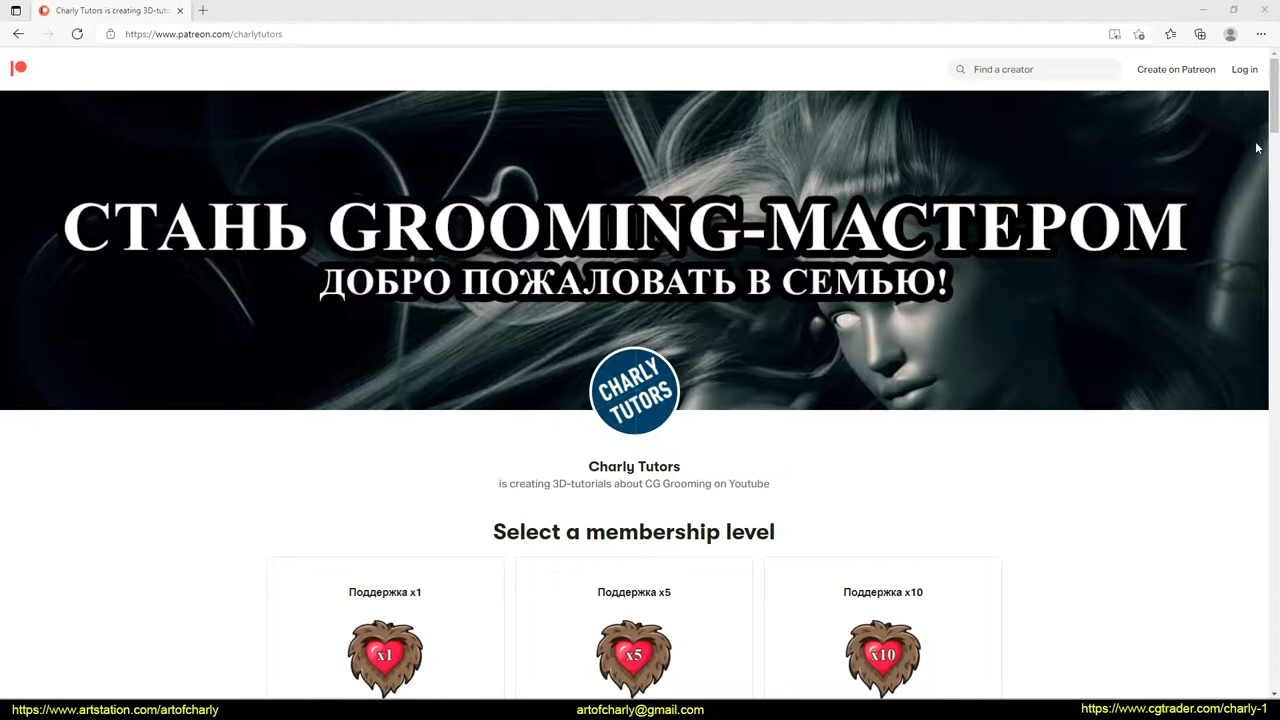 Charly Tutors is creating 3D-tuto
https://www.patreon.com/charlytutors
Find a creator
Create on Patreon
Log in
СТАНЬ GROOMING-МАСТЕРОМ
ДОБРО ПОЖАЛОВАТЬ В СЕМЬЮ!
CHARLY
TUTORS
Charly Tutors
is creating 3D-tutorials about CG Grooming on Youtube
Select a membership level
Поддержка x1
Поддержка x5
Поддержка x10
x1
x5
x10
https://www.artstation.com/artofcharly
artofcharly@gmail.com
https://www.cgtrader.com/charly-1